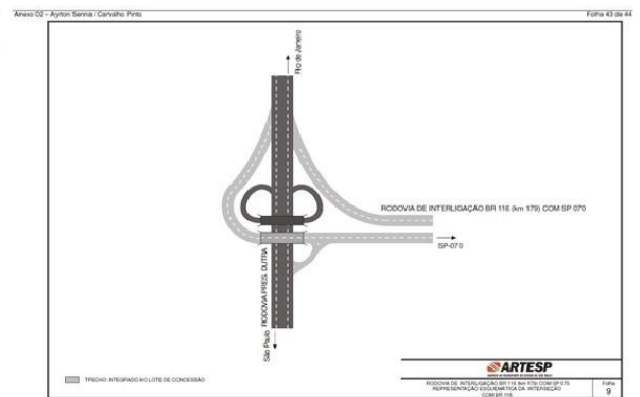 Anexo 02 – Ayrton Senna / Carvalho Pinto
Folha 43 de 44
Rio de Janeiro
RODOVIA DE INTERLIGAÇÃO BR 116 (km 179) COM SP 070
SP-070
RODOVIA PRES. DUTRA
São Paulo
TRECHO INTEGRADO AO LOTE DE CONCESSÃO
ARTESP
RODOVIA DE INTERLIGAÇÃO BR 116 (km 179) COM SP 070
REPRESENTAÇÃO ESQUEMÁTICA DA INTERSEÇÃO
COM BR 116
Folha
9